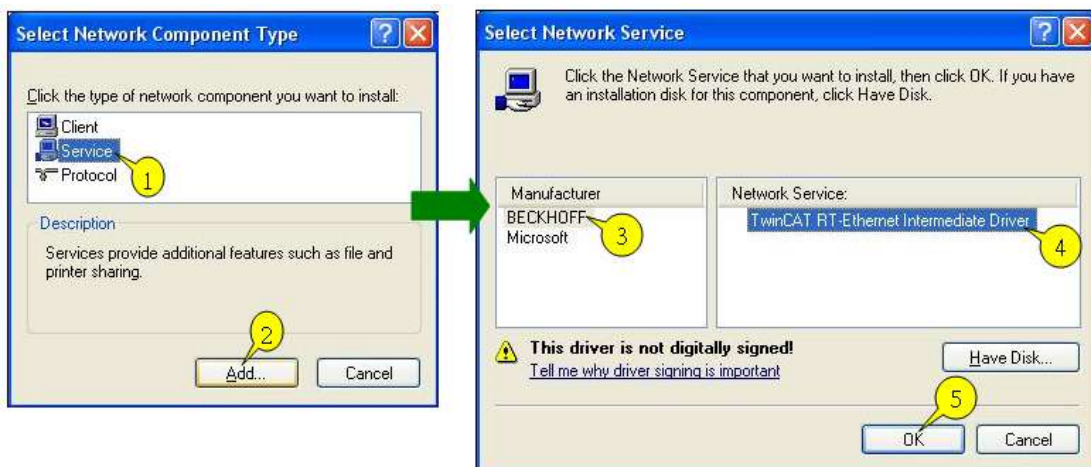 Select Network Component Type
Click the type of network component you want to install:
Client
Service
Protocol
1
Description
Services provide additional features such as file and
printer sharing.
2
Add...
Cancel
Select Network Service
Click the Network Service that you want to install, then click OK. If you have
an installation disk for this component, click Have Disk.
Manufacturer
BECKHOFF
Microsoft
3
Network Service:
TwinCAT RT-Ethernet Intermediate Driver
4
This driver is not digitally signed!
Tell me why driver signing is important
Have Disk...
5
OK
Cancel